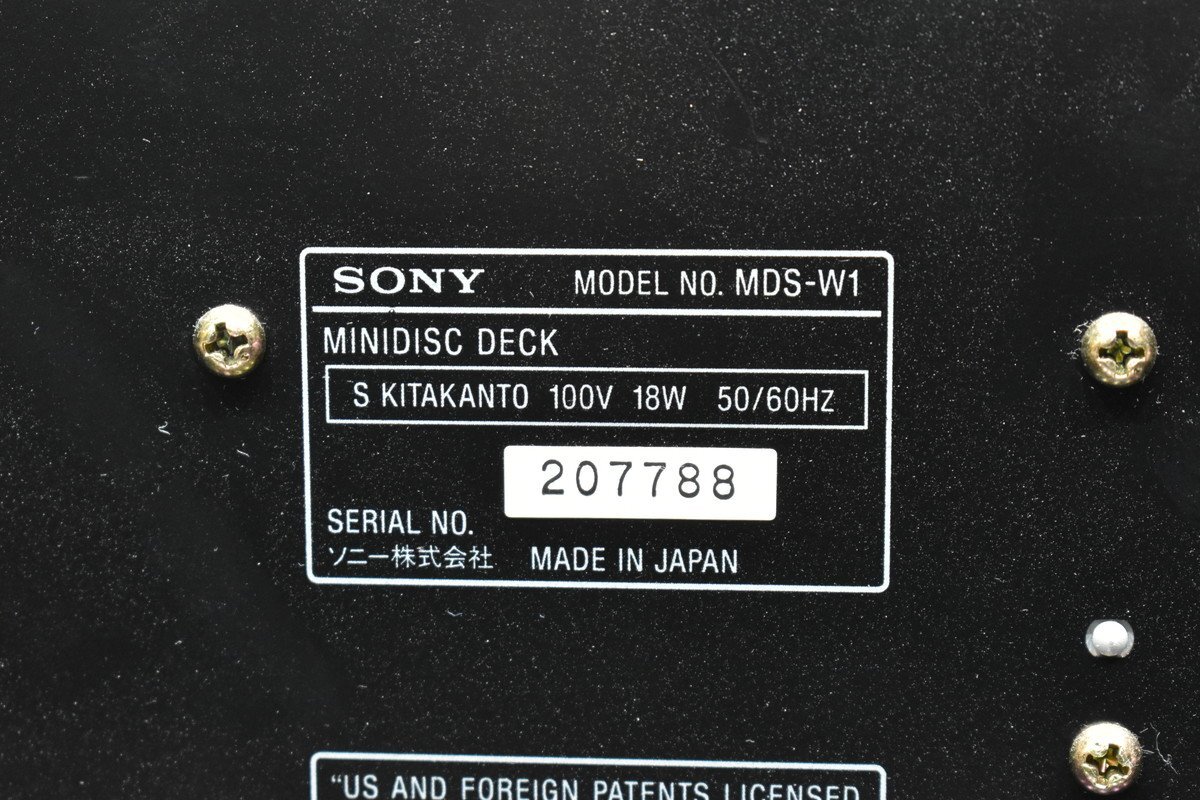 SONY MODEL NO. MDS-W1
MINIDISC DECK
S KITAKANTO 100V 18W 50/60Hz
207788
SERIAL NO.
ソニー株式会社 MADE IN JAPAN
"US AND FOREIGN PATENTS LICENSED